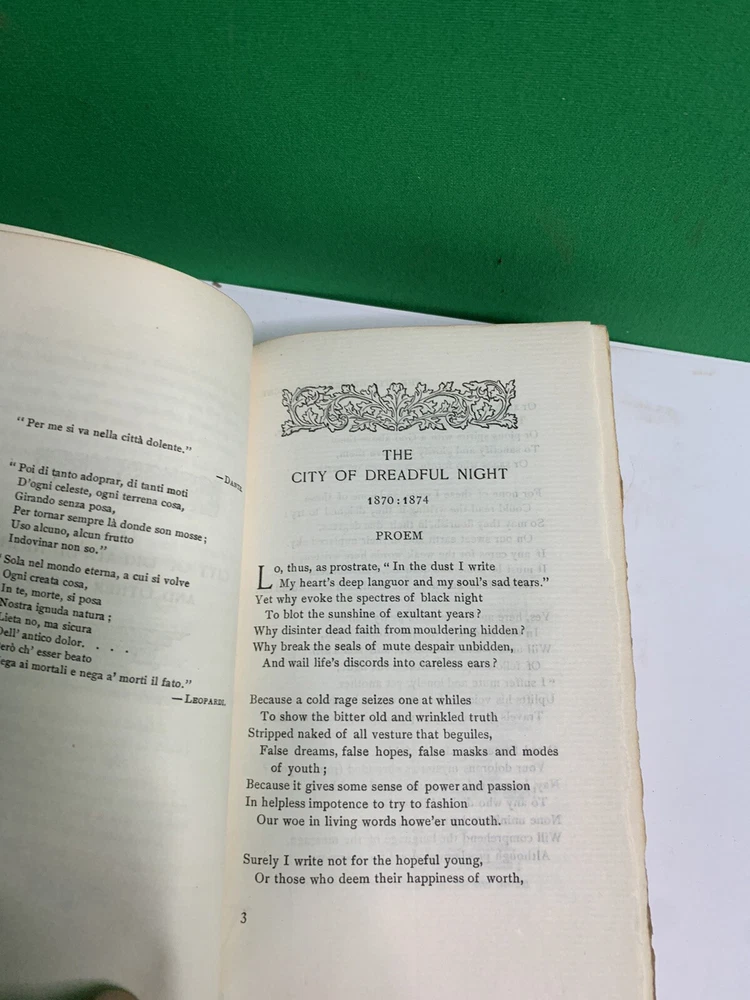 "Per me si va nella città dolente."
—Dante
"Poi di tanto adoprar, di tanti moti
D'ogni celeste, ogni terrena cosa,
Girando senza posa,
Per tornar sempre là donde son mosse;
Uso alcuno, alcun frutto
Indovinar non so."
"Sola nel mondo eterna, a cui si volve
Ogni creata cosa,
In te, morte, si posa
Nostra ignuda natura;
Lieta no, ma sicura
Dell' antico dolor. . . .
Però ch' esser beato
Nega ai mortali e nega a' morti il fato."
—Leopardi.
THE
CITY OF DREADFUL NIGHT
1870:1874
PROEM
Lo, thus, as prostrate, "In the dust I write
My heart's deep languor and my soul's sad tears."
Yet why evoke the spectres of black night
To blot the sunshine of exultant years?
Why disinter dead faith from mouldering hidden?
Why break the seals of mute despair unbidden,
And wail life's discords into careless ears?
Because a cold rage seizes one at whiles
To show the bitter old and wrinkled truth
Stripped naked of all vesture that beguiles,
False dreams, false hopes, false masks and modes
of youth;
Because it gives some sense of power and passion
In helpless impotence to try to fashion
Our woe in living words howe'er uncouth.
Surely I write not for the hopeful young,
Or those who deem their happiness of worth,
3